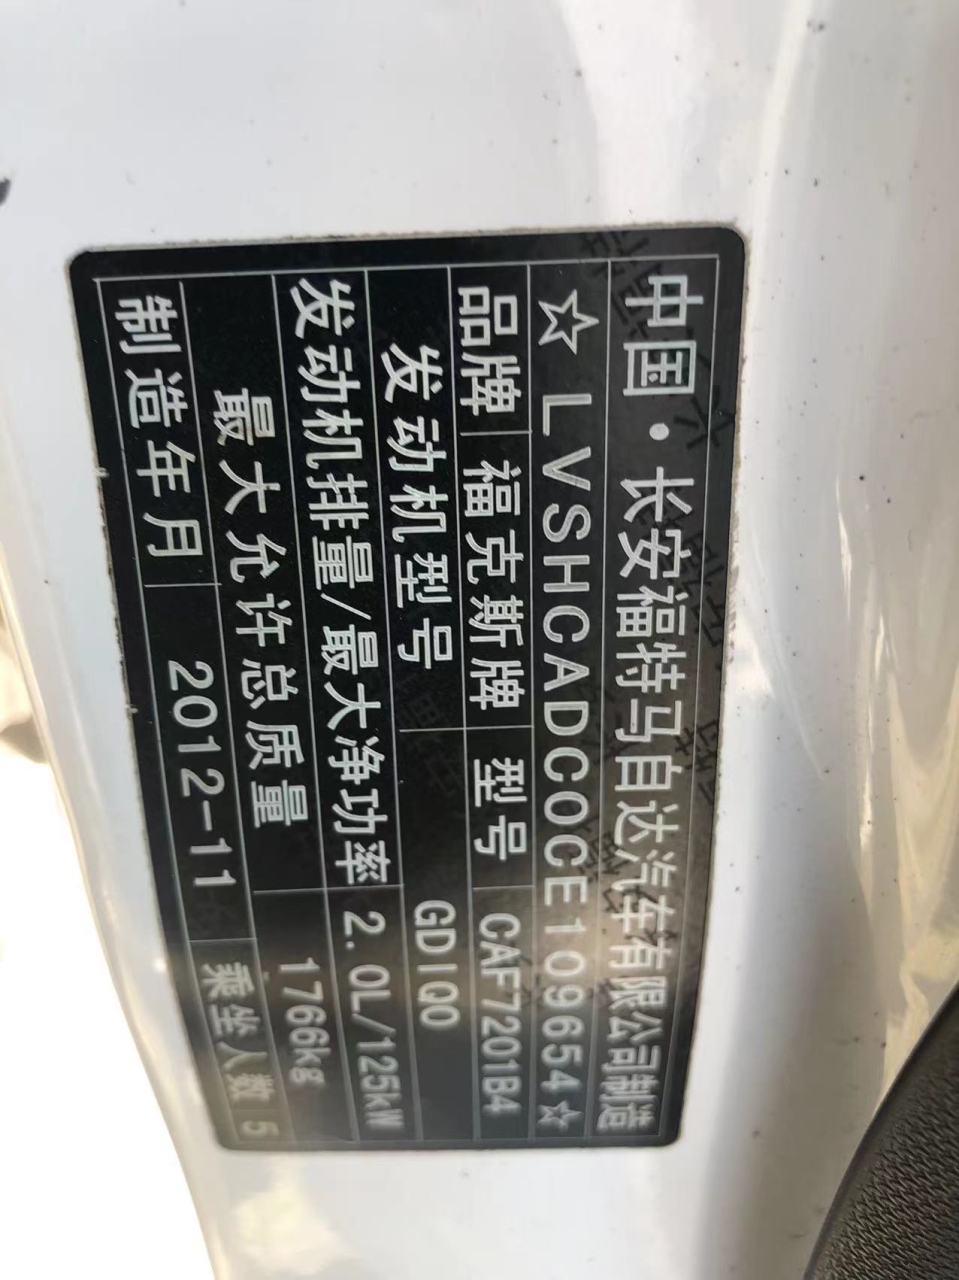 中国·长安福特马自达汽车有限公司制造
☆LVSHCADC0CE109654☆
品牌 福克斯牌 型号 CAF7201B4
发动机型号 GDIQ0
发动机排量/最大净功率 2.0L/125kW
最大允许总质量 1766kg
制造年月 2012-11 乘坐人数 5